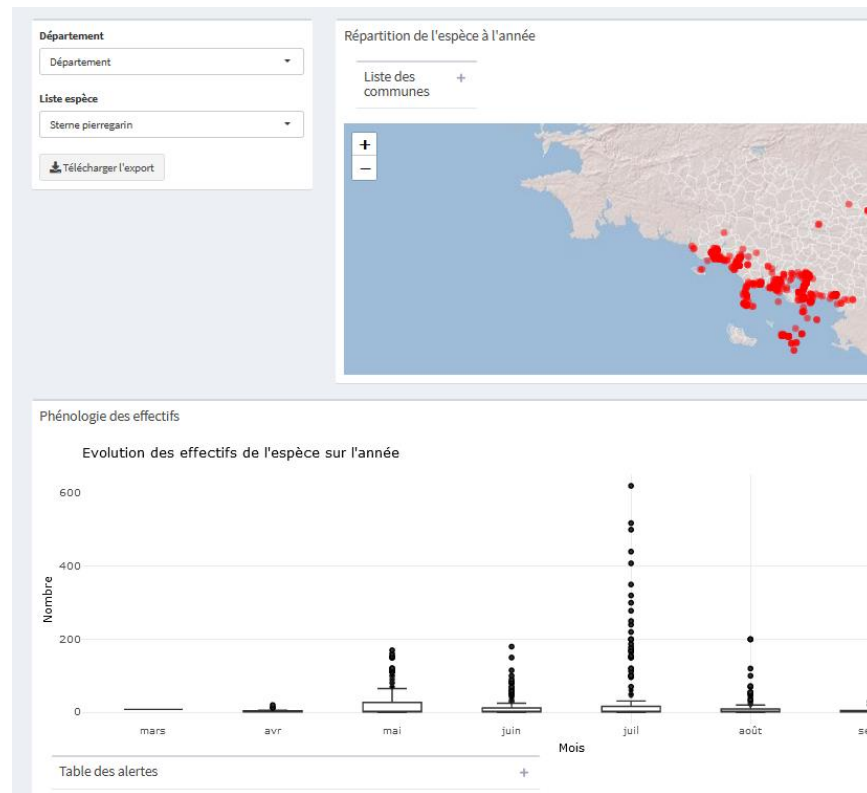 Département
Département
Liste espèce
Sterne pierregarin
Télécharger l'export
Répartition de l'espèce à l'année
Liste des +
communes
+
−
Phénologie des effectifs
Evolution des effectifs de l'espèce sur l'année
Nombre
600
400
200
0
mars avr mai juin juil août se
Mois
Table des alertes +